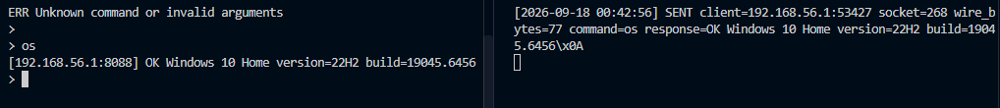 ERR Unknown command or invalid arguments
>
> os
[192.168.56.1:8088] OK Windows 10 Home version=22H2 build=19045.6456
>
[2026-09-18 00:42:56] SENT client=192.168.56.1:53427 socket=268 wire_b
ytes=77 command=os response=OK Windows 10 Home version=22H2 build=1904
5.6456\x0A